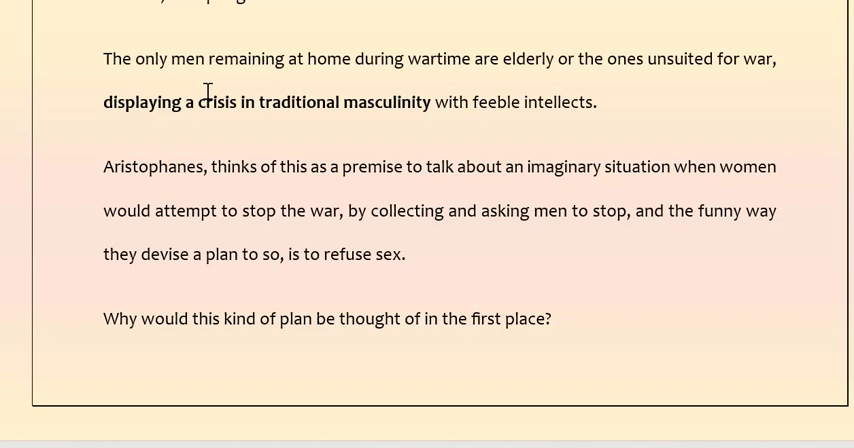 The only men remaining at home during wartime are elderly or the ones unsuited for war,
displaying a crisis in traditional masculinity with feeble intellects.
Aristophanes, thinks of this as a premise to talk about an imaginary situation when women
would attempt to stop the war, by collecting and asking men to stop, and the funny way
they devise a plan to so, is to refuse sex.
Why would this kind of plan be thought of in the first place?